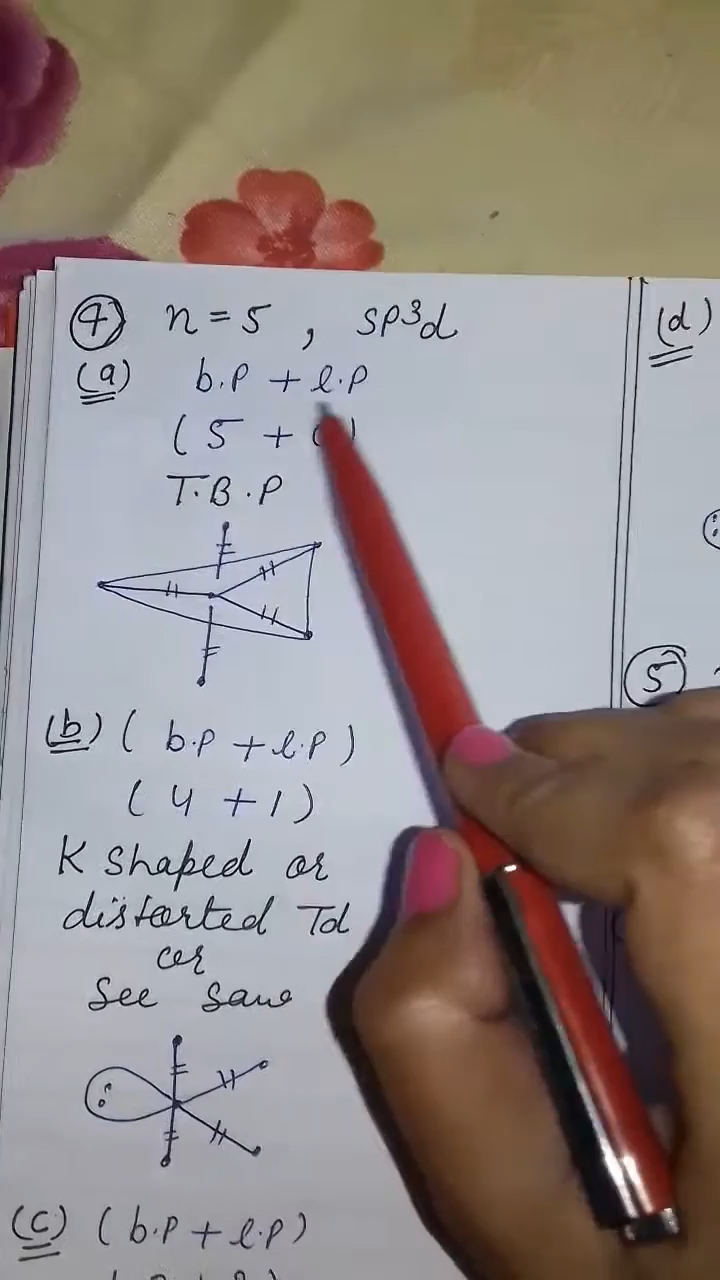 ④ n = 5 , sp³d
(a) b.p + l.p
( 5 + )
T.B.P
(b) ( b.p + l.p )
( 4 + 1 )
K shaped or
distorted Td
or
See saw
(c) ( b.p + l.p )
(d)
⑤